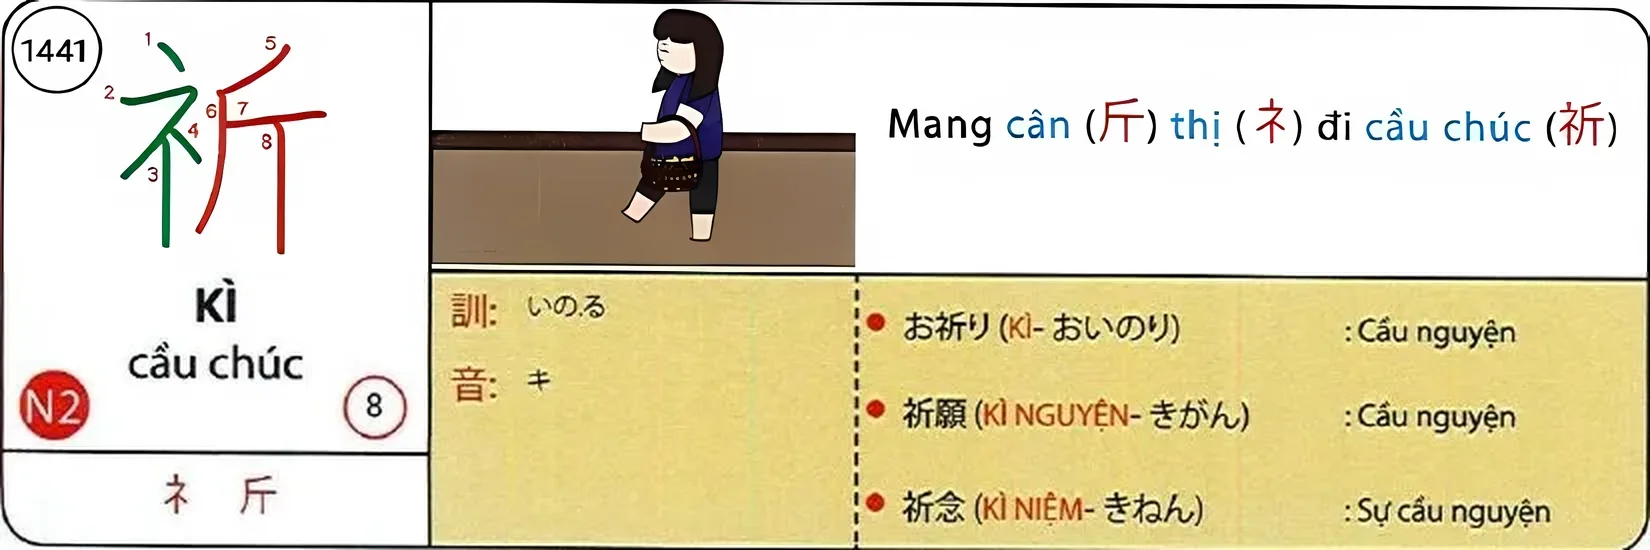 1441
1
2
3
4
5
6
7
8
祈
KÌ
cầu chúc
N2
8
礻 斤
Mang cân (斤) thị (礻) đi cầu chúc (祈)
訓: いの.る
音: キ
● お祈り (KÌ- おいのり) : Cầu nguyện
● 祈願 (KÌ NGUYỆN- きがん) : Cầu nguyện
● 祈念 (KÌ NIỆM- きねん) : Sự cầu nguyện